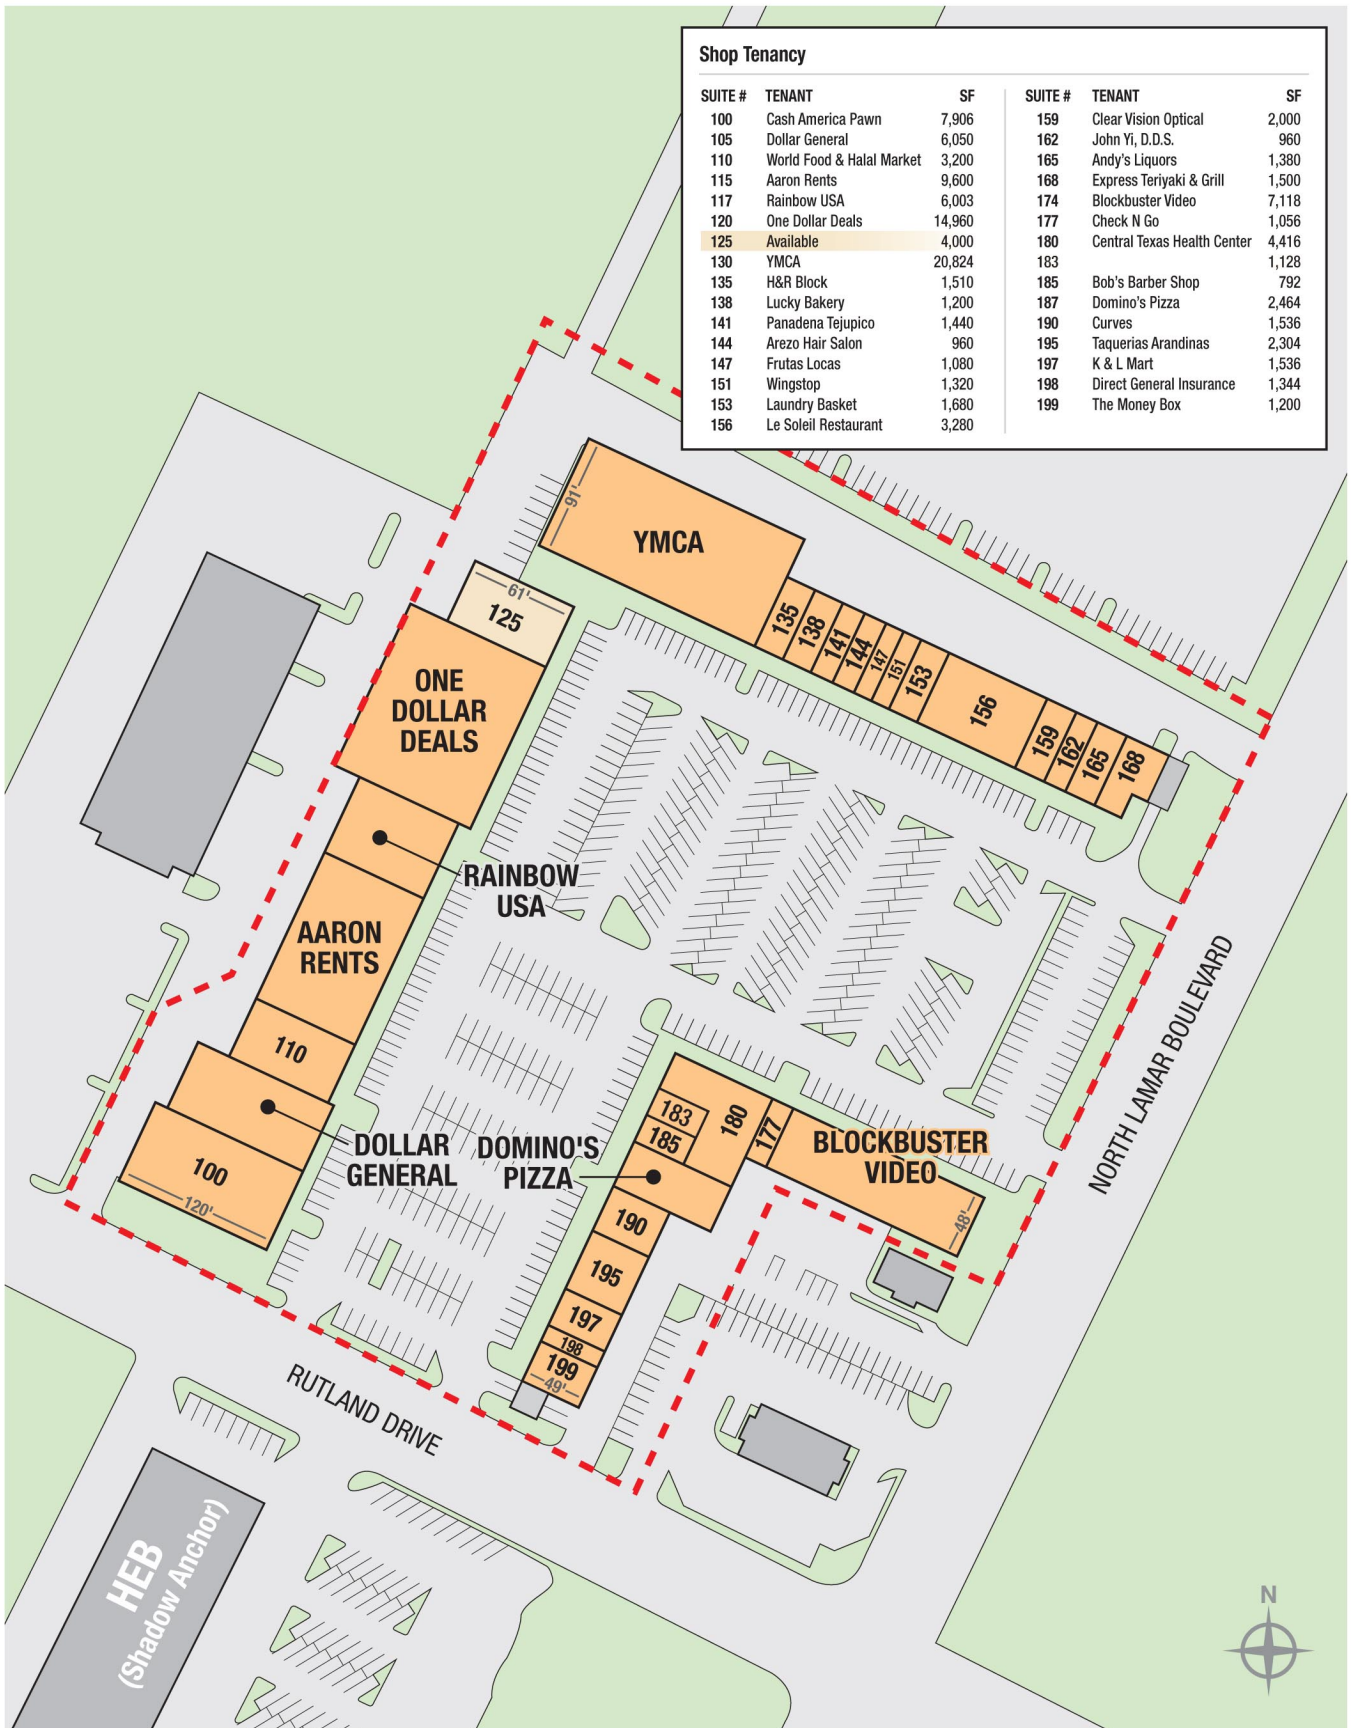 Shop Tenancy
SUITE # TENANT SF
100 Cash America Pawn 7,906
105 Dollar General 6,050
110 World Food & Halal Market 3,200
115 Aaron Rents 9,600
117 Rainbow USA 6,003
120 One Dollar Deals 14,960
125 Available 4,000
130 YMCA 20,824
135 H&R Block 1,510
138 Lucky Bakery 1,200
141 Panadena Tejupico 1,440
144 Arezo Hair Salon 960
147 Frutas Locas 1,080
151 Wingstop 1,320
153 Laundry Basket 1,680
156 Le Soleil Restaurant 3,280
SUITE # TENANT SF
159 Clear Vision Optical 2,000
162 John Yi, D.D.S. 960
165 Andy's Liquors 1,380
168 Express Teriyaki & Grill 1,500
174 Blockbuster Video 7,118
177 Check N Go 1,056
180 Central Texas Health Center 4,416
183 1,128
185 Bob's Barber Shop 792
187 Domino's Pizza 2,464
190 Curves 1,536
195 Taquerias Arandinas 2,304
197 K & L Mart 1,536
198 Direct General Insurance 1,344
199 The Money Box 1,200
91'
YMCA
61'
125
135
138
141
144
147
151
153
156
159
162
165
168
ONE
DOLLAR
DEALS
RAINBOW
USA
AARON
RENTS
110
DOLLAR
GENERAL
100
120'
DOMINO'S
PIZZA
183
185
180
177
BLOCKBUSTER
VIDEO
48'
190
195
197
198
199
49'
NORTH LAMAR BOULEVARD
RUTLAND DRIVE
HEB
(Shadow Anchor)
N